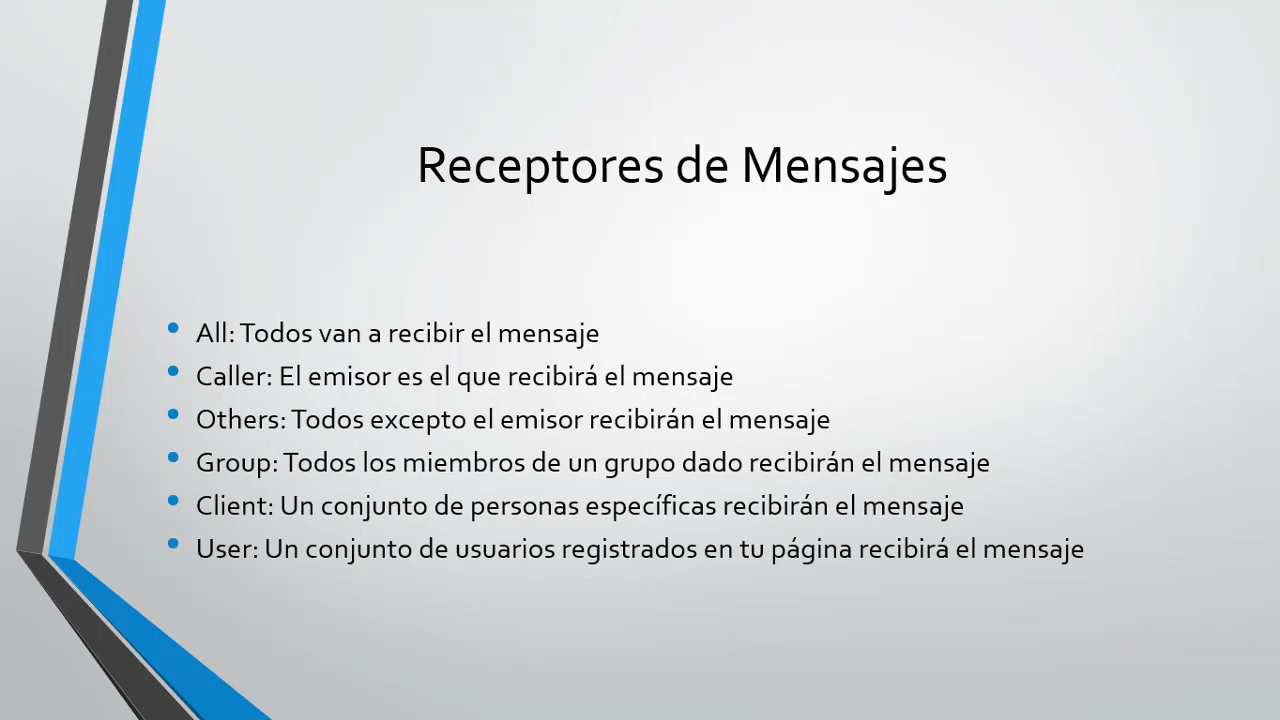 Receptores de Mensajes
• All: Todos van a recibir el mensaje
• Caller: El emisor es el que recibirá el mensaje
• Others: Todos excepto el emisor recibirán el mensaje
• Group: Todos los miembros de un grupo dado recibirán el mensaje
• Client: Un conjunto de personas específicas recibirán el mensaje
• User: Un conjunto de usuarios registrados en tu página recibirá el mensaje